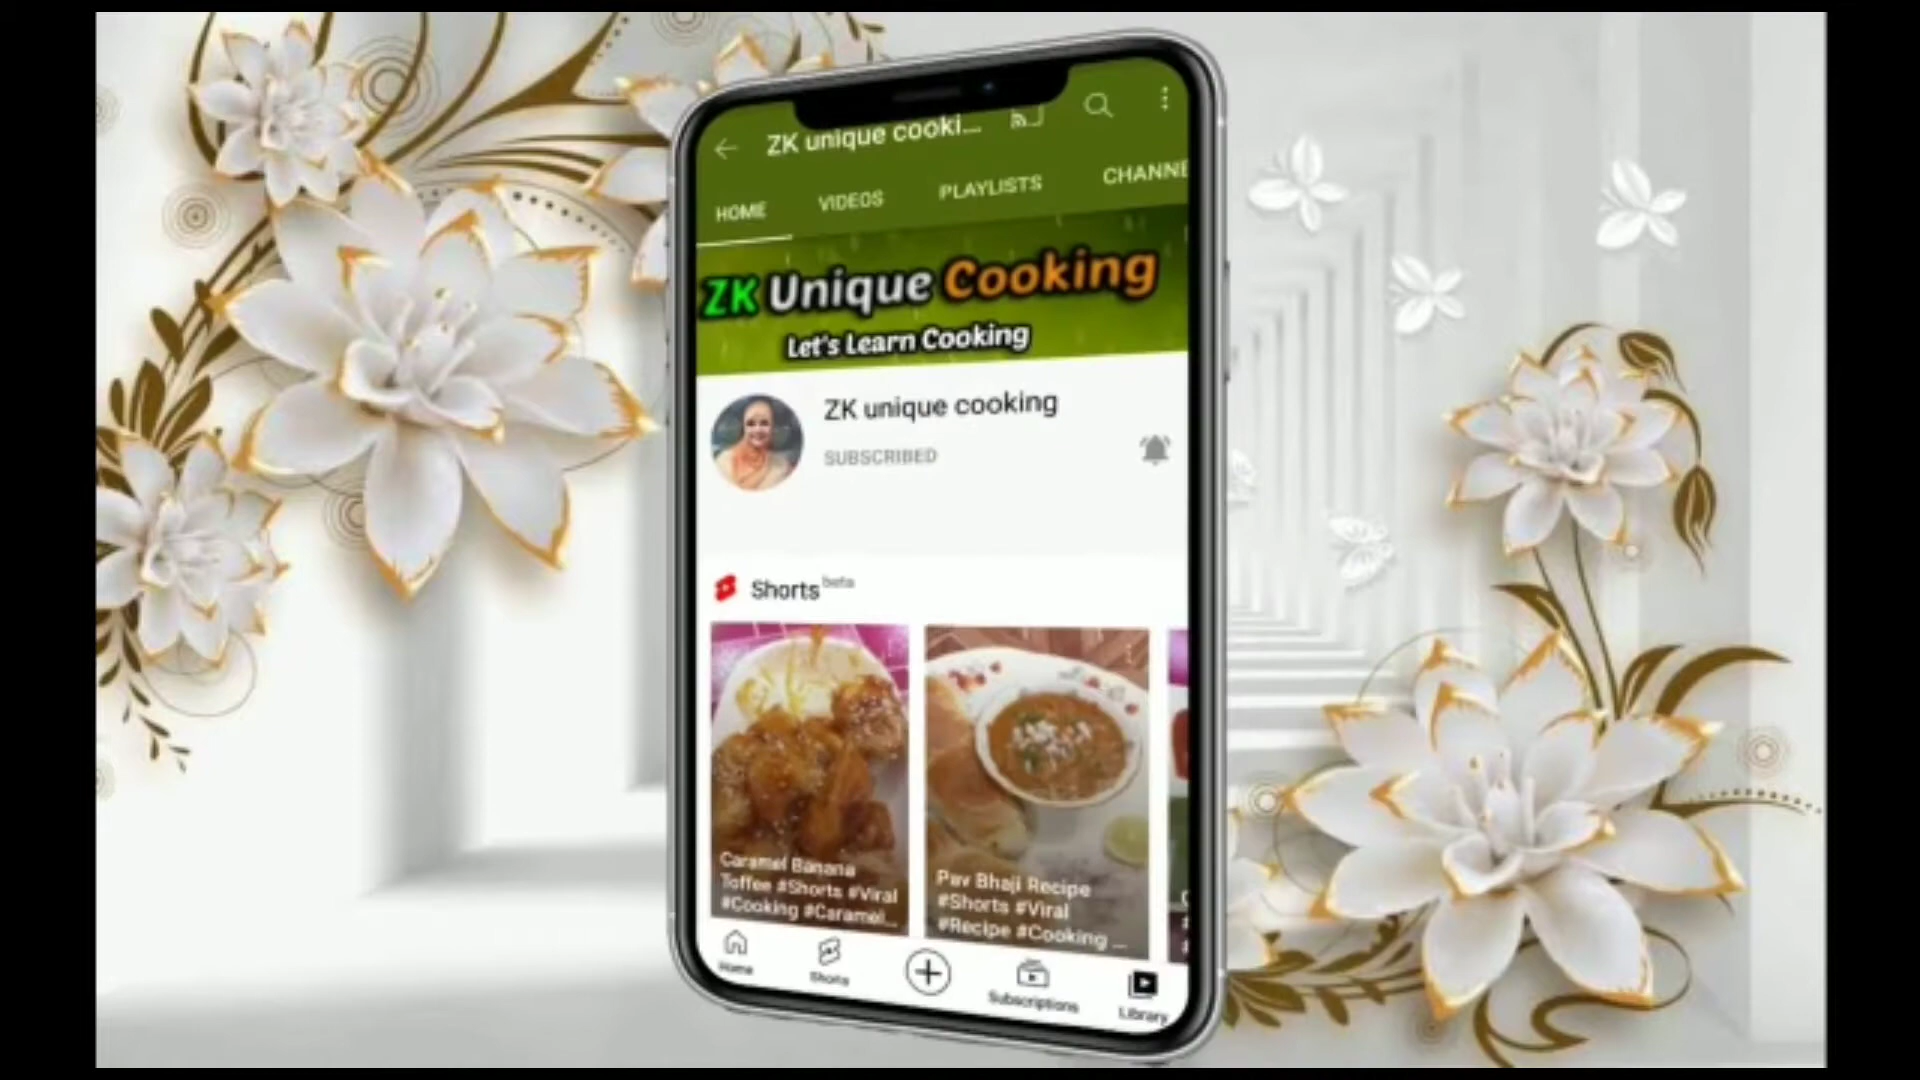 ZK unique cooki...
HOME VIDEOS PLAYLISTS CHANNE
ZK Unique Cooking
Let's Learn Cooking
ZK unique cooking
SUBSCRIBED
Shorts beta
Caramel Banana
Toffee #Shorts #Viral
#Cooking #Caramel...
Pav Bhaji Recipe
#Shorts #Viral
#Recipe #Cooking ...
Home Shorts Subscriptions Library